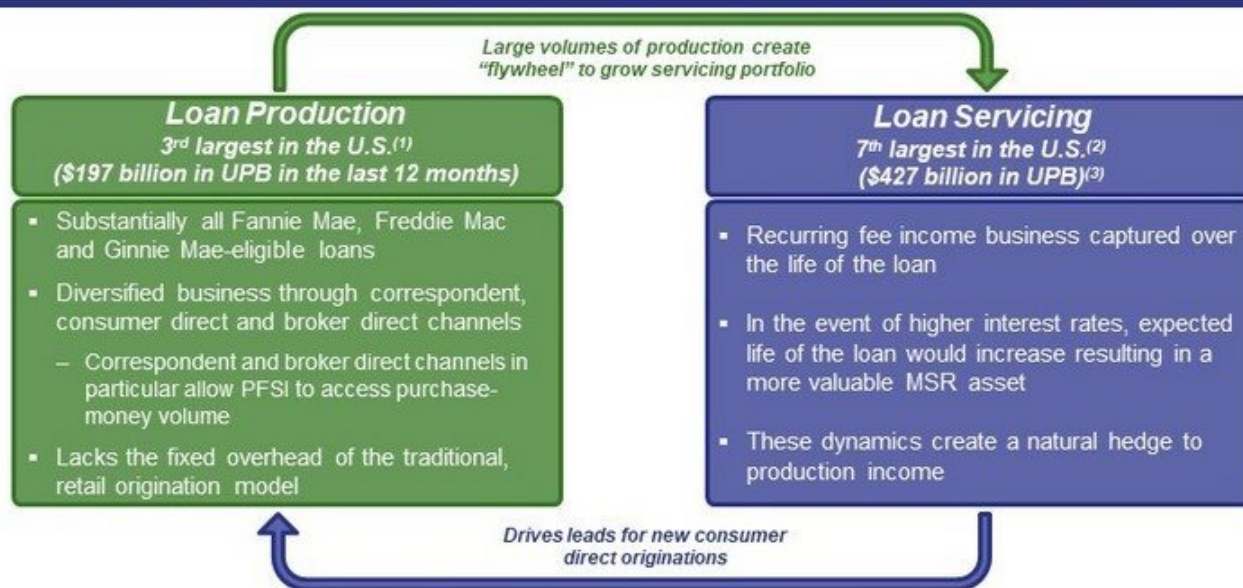 Large volumes of production create
“flywheel” to grow servicing portfolio
Loan Production
3rd largest in the U.S.(1)
($197 billion in UPB in the last 12 months)
▪ Substantially all Fannie Mae, Freddie Mac
and Ginnie Mae-eligible loans
▪ Diversified business through correspondent,
consumer direct and broker direct channels
– Correspondent and broker direct channels in
particular allow PFSI to access purchase-
money volume
▪ Lacks the fixed overhead of the traditional,
retail origination model
Loan Servicing
7th largest in the U.S.(2)
($427 billion in UPB)(3)
▪ Recurring fee income business captured over
the life of the loan
▪ In the event of higher interest rates, expected
life of the loan would increase resulting in a
more valuable MSR asset
▪ These dynamics create a natural hedge to
production income
Drives leads for new consumer
direct originations